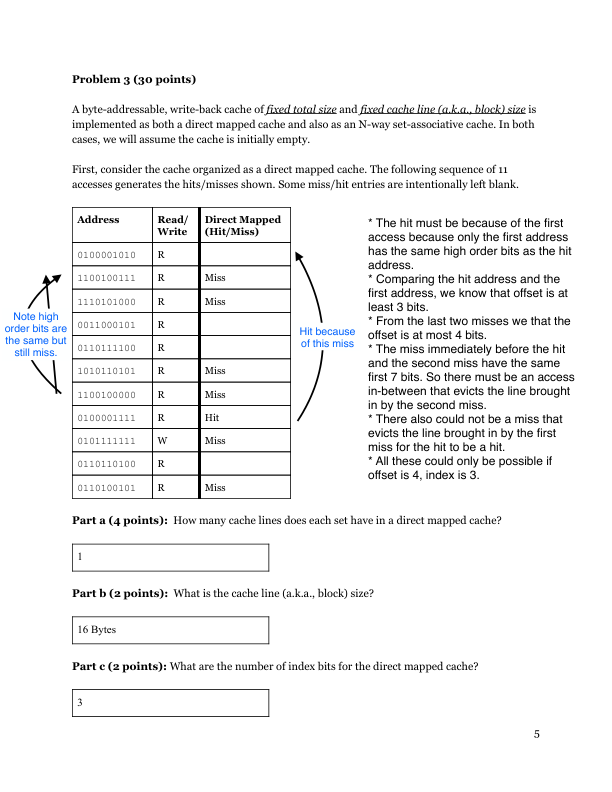 Problem 3 (30 points)
A byte-addressable, write-back cache of fixed total size and fixed cache line (a.k.a., block) size is
implemented as both a direct mapped cache and also as an N-way set-associative cache. In both
cases, we will assume the cache is initially empty.
First, consider the cache organized as a direct mapped cache. The following sequence of 11
accesses generates the hits/misses shown. Some miss/hit entries are intentionally left blank.
Address Read/ Write Direct Mapped (Hit/Miss)
0100001010 R
1100100111 R Miss
1110101000 R Miss
0011000101 R
0110111100 R
1010110101 R Miss
1100100000 R Miss
0100001111 R Hit
0101111111 W Miss
0110110100 R
0110100101 R Miss
Note high
order bits are
the same but
still miss.
Hit because
of this miss
* The hit must be because of the first
access because only the first address
has the same high order bits as the hit
address.
* Comparing the hit address and the
first address, we know that offset is at
least 3 bits.
* From the last two misses we that the
offset is at most 4 bits.
* The miss immediately before the hit
and the second miss have the same
first 7 bits. So there must be an access
in-between that evicts the line brought
in by the second miss.
* There also could not be a miss that
evicts the line brought in by the first
miss for the hit to be a hit.
* All these could only be possible if
offset is 4, index is 3.
Part a (4 points): How many cache lines does each set have in a direct mapped cache?
1
Part b (2 points): What is the cache line (a.k.a., block) size?
16 Bytes
Part c (2 points): What are the number of index bits for the direct mapped cache?
3
5